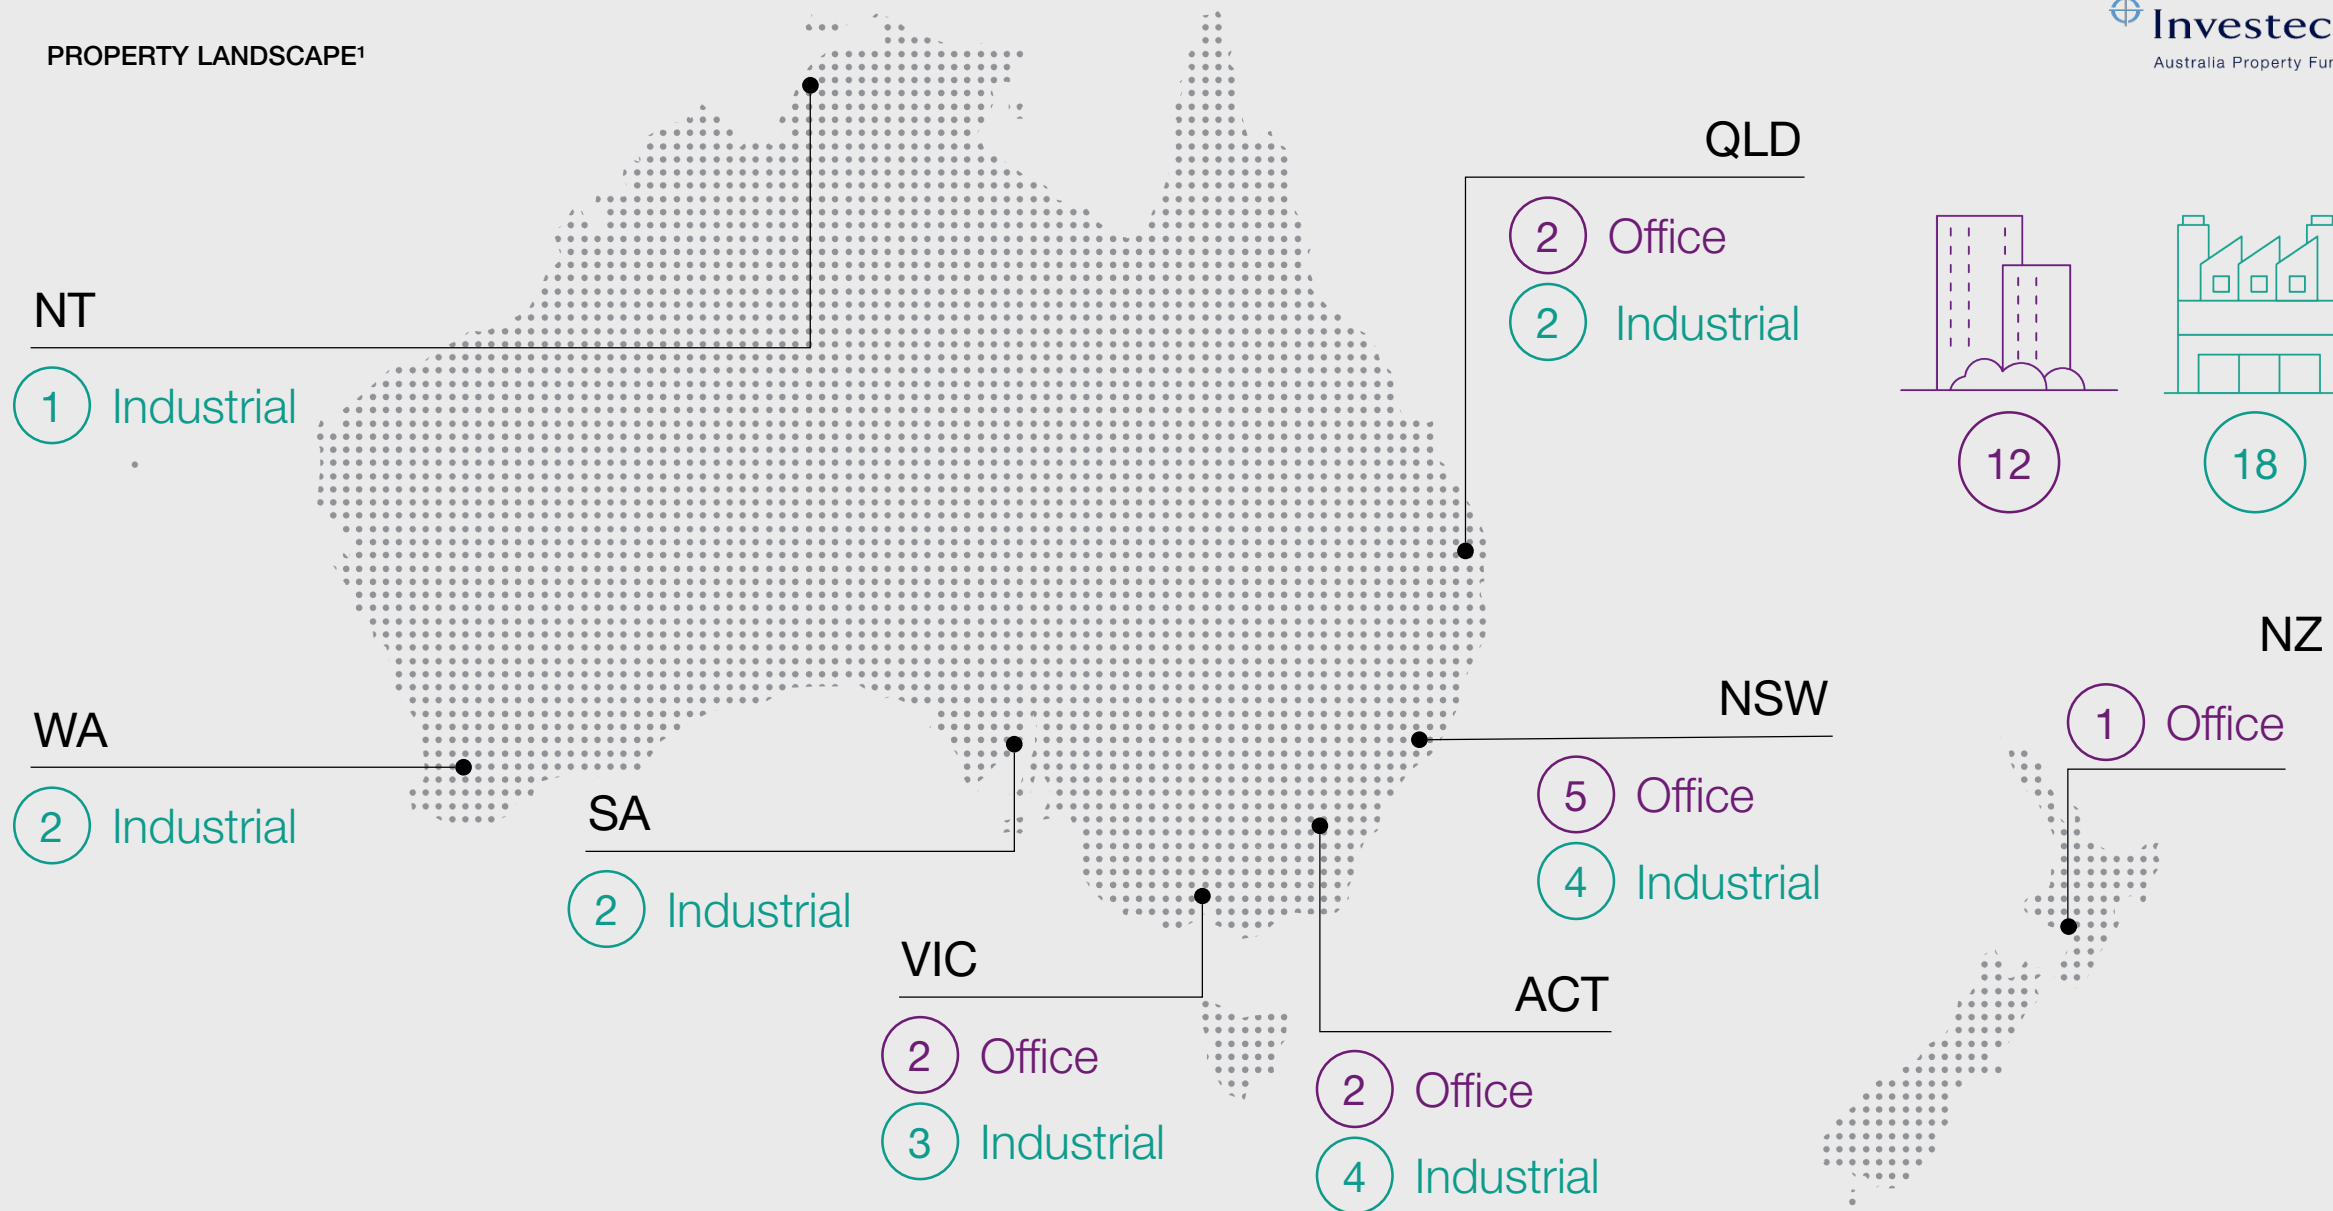 PROPERTY LANDSCAPE¹
Investec
Australia Property
QLD
2 Office
2 Industrial
12
18
NT
1 Industrial
NZ
1 Office
NSW
5 Office
4 Industrial
WA
2 Industrial
SA
2 Industrial
VIC
2 Office
3 Industrial
ACT
2 Office
4 Industrial